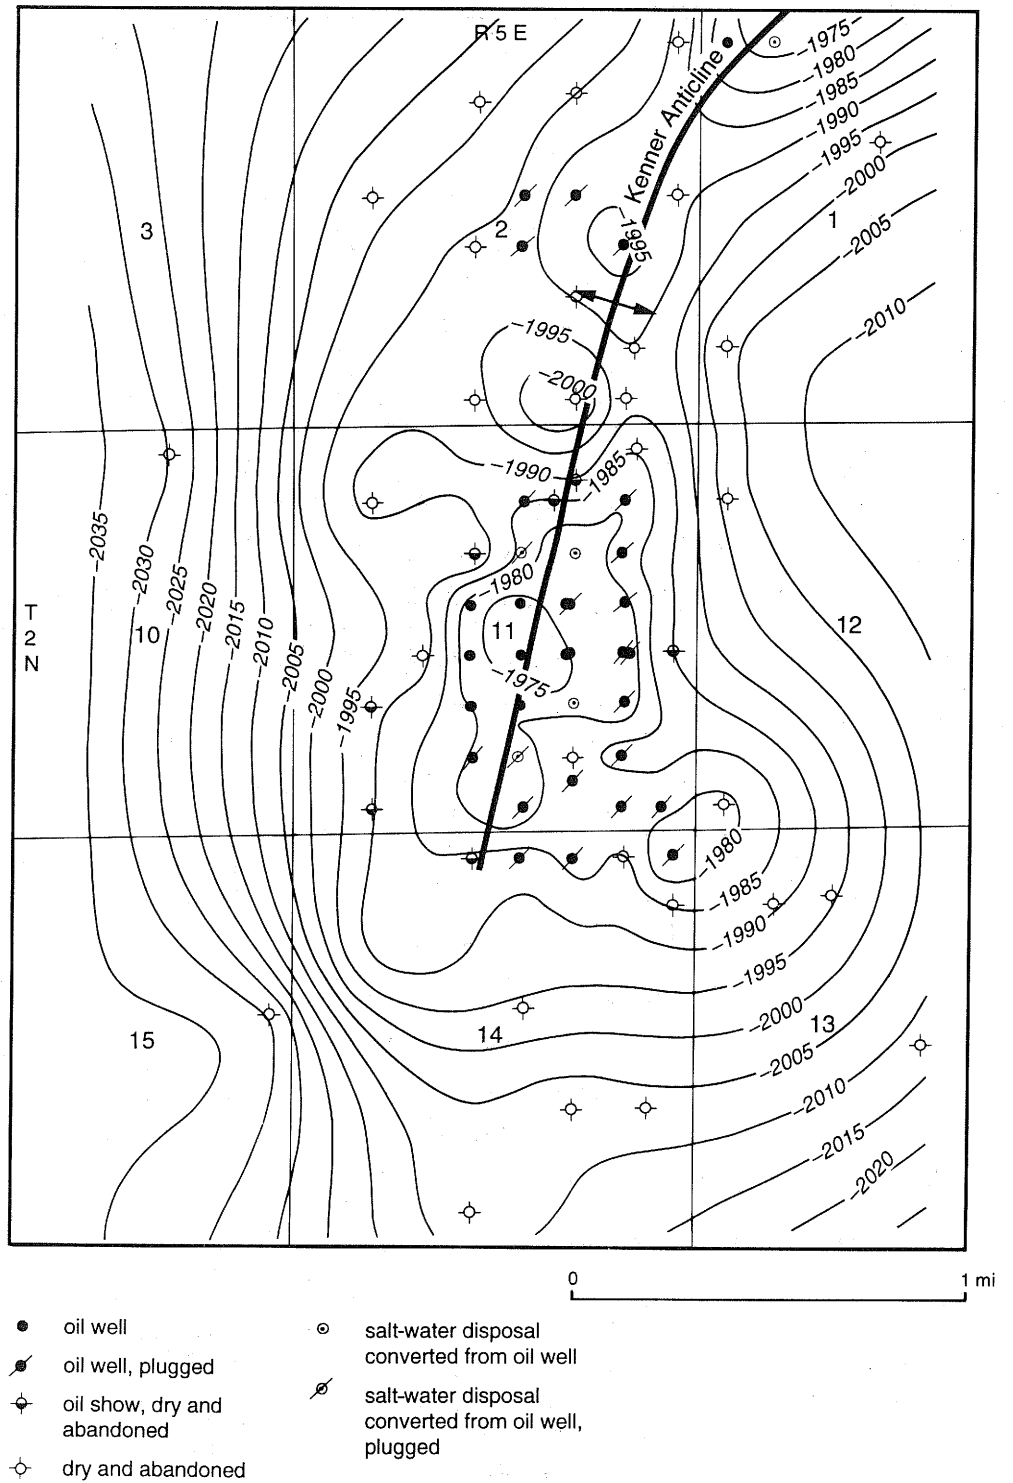 R 5 E
–1975
–1980
–1985
–1990
–1995
–2000
–2005
–2010
Kenner Anticline
3
2
1
–1995
–1995
–2000
–1990
–1985
–1980
–1975
T
2
N
10
11
12
–2035
–2030
–2025
–2020
–2015
–2010
–2005
–2000
–1995
–1980
–1985
–1990
–1995
–2000
–2005
–2010
–2015
–2020
15
14
13
0
1 mi
oil well
oil well, plugged
oil show, dry and
abandoned
dry and abandoned
salt-water disposal
converted from oil well
salt-water disposal
converted from oil well,
plugged